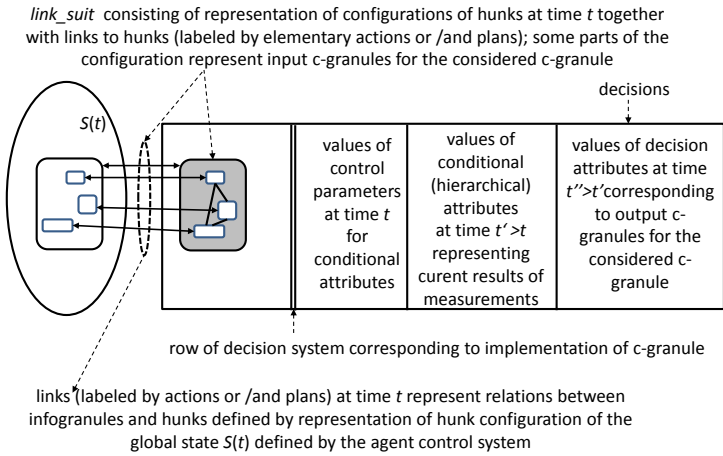 link_suit consisting of representation of configurations of hunks at time t together
with links to hunks (labeled by elementary actions or /and plans); some parts of the
configuration represent input c-granules for the considered c-granule
decisions
S(t)
values of
control
parameters
at time t
for
conditional
attributes
values of
conditional
(hierarchical)
attributes
at time t′ >t
representing
curent results of
measurements
values of decision
attributes at time
t′′>t′corresponding
to output c-
granules for the
considered c-
granule
row of decision system corresponding to implementation of c-granule
links (labeled by actions or /and plans) at time t represent relations between
infogranules and hunks defined by representation of hunk configuration of the
global state S(t) defined by the agent control system